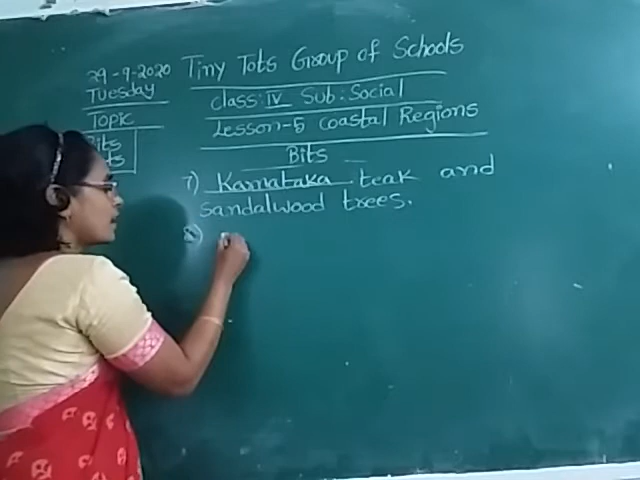 29-9-2020
Tuesday
Tiny Tots Group of Schools
Class: IV Sub: Social
Topic
Lesson-5 Coastal Regions
Bits
Bits
7) Karnataka teak and
sandalwood trees.
8)